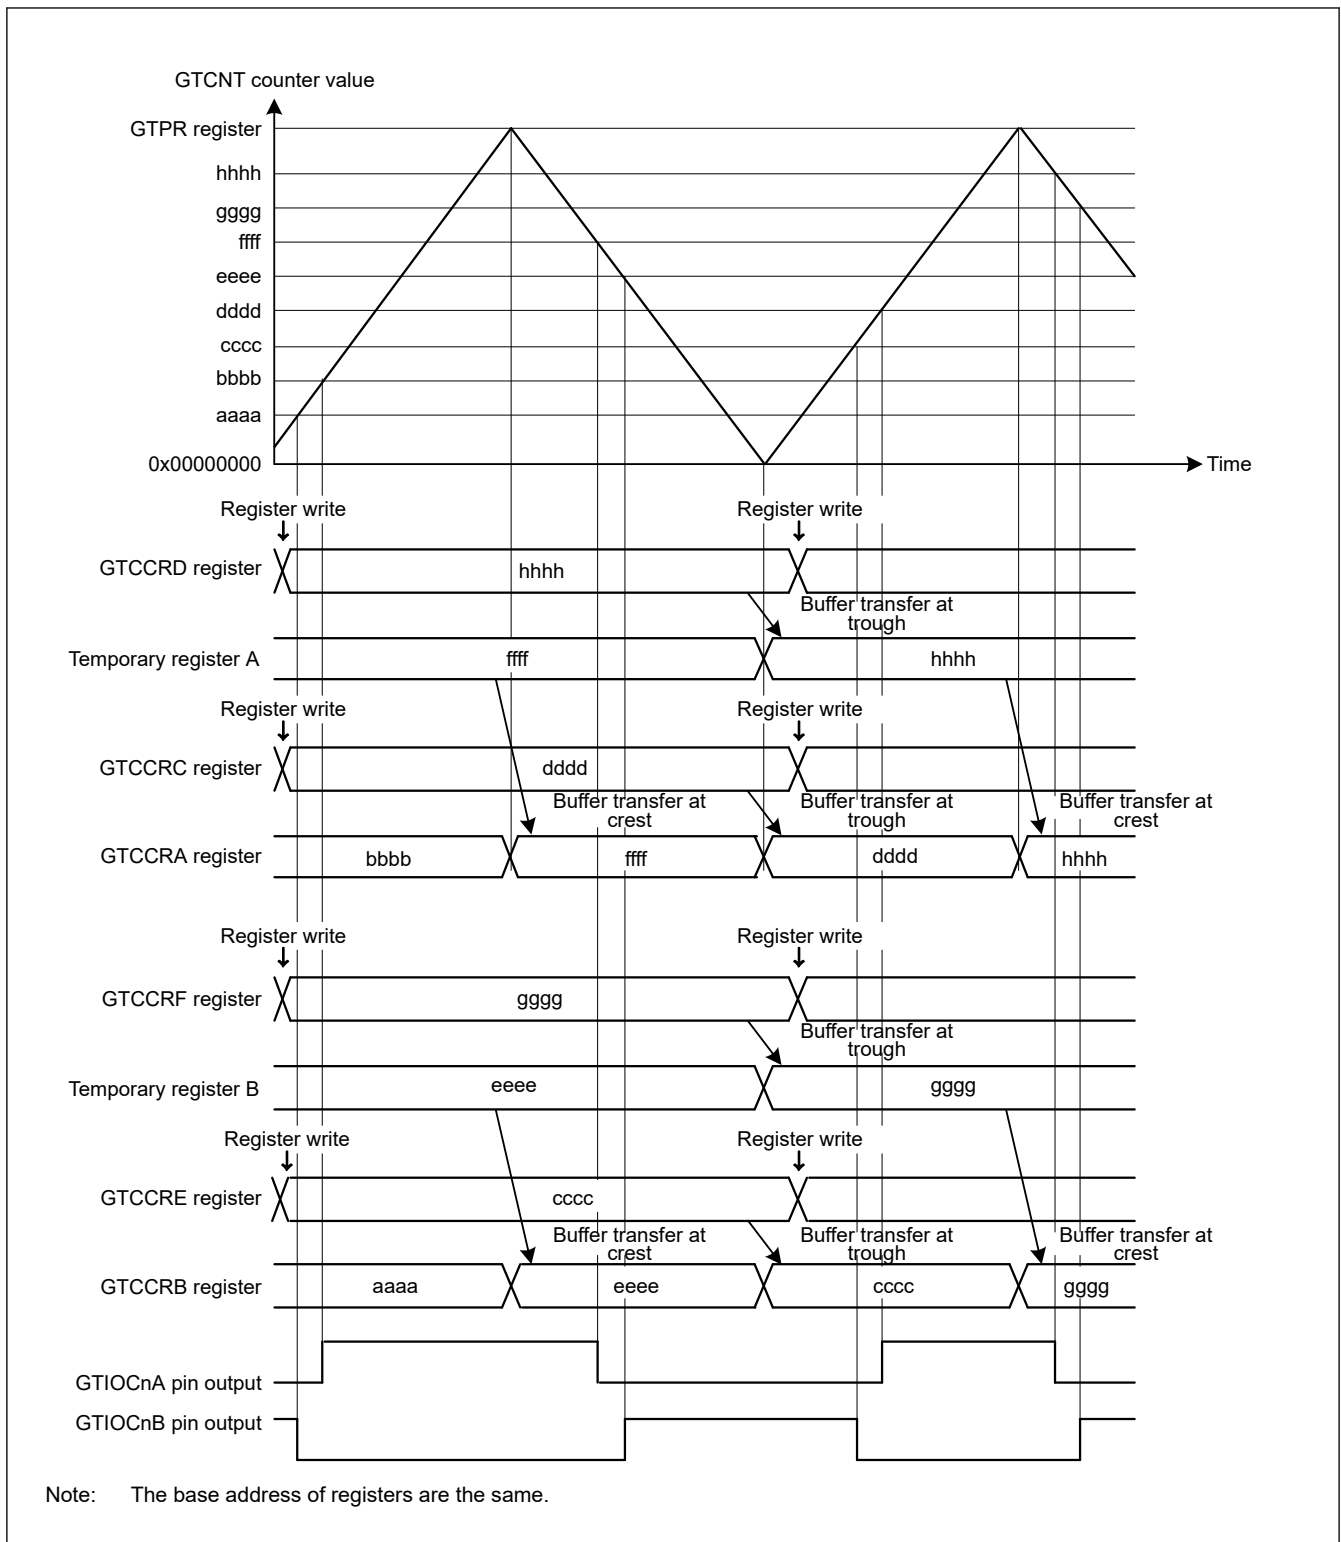 GTCNT counter value
GTPR register
hhhh
gggg
ffff
eeee
dddd
cccc
bbbb
aaaa
0x00000000
Time
Register write
Register write
GTCCRD register
hhhh
Buffer transfer at
trough
Temporary register A
ffff
hhhh
Register write
Register write
GTCCRC register
dddd
Buffer transfer at
crest
Buffer transfer at
trough
Buffer transfer at
crest
GTCCRA register
bbbb
ffff
dddd
hhhh
Register write
Register write
GTCCRF register
gggg
Buffer transfer at
trough
Temporary register B
eeee
gggg
Register write
Register write
GTCCRE register
cccc
Buffer transfer at
crest
Buffer transfer at
trough
Buffer transfer at
crest
GTCCRB register
aaaa
eeee
cccc
gggg
GTIOCnA pin output
GTIOCnB pin output
Note: The base address of registers are the same.